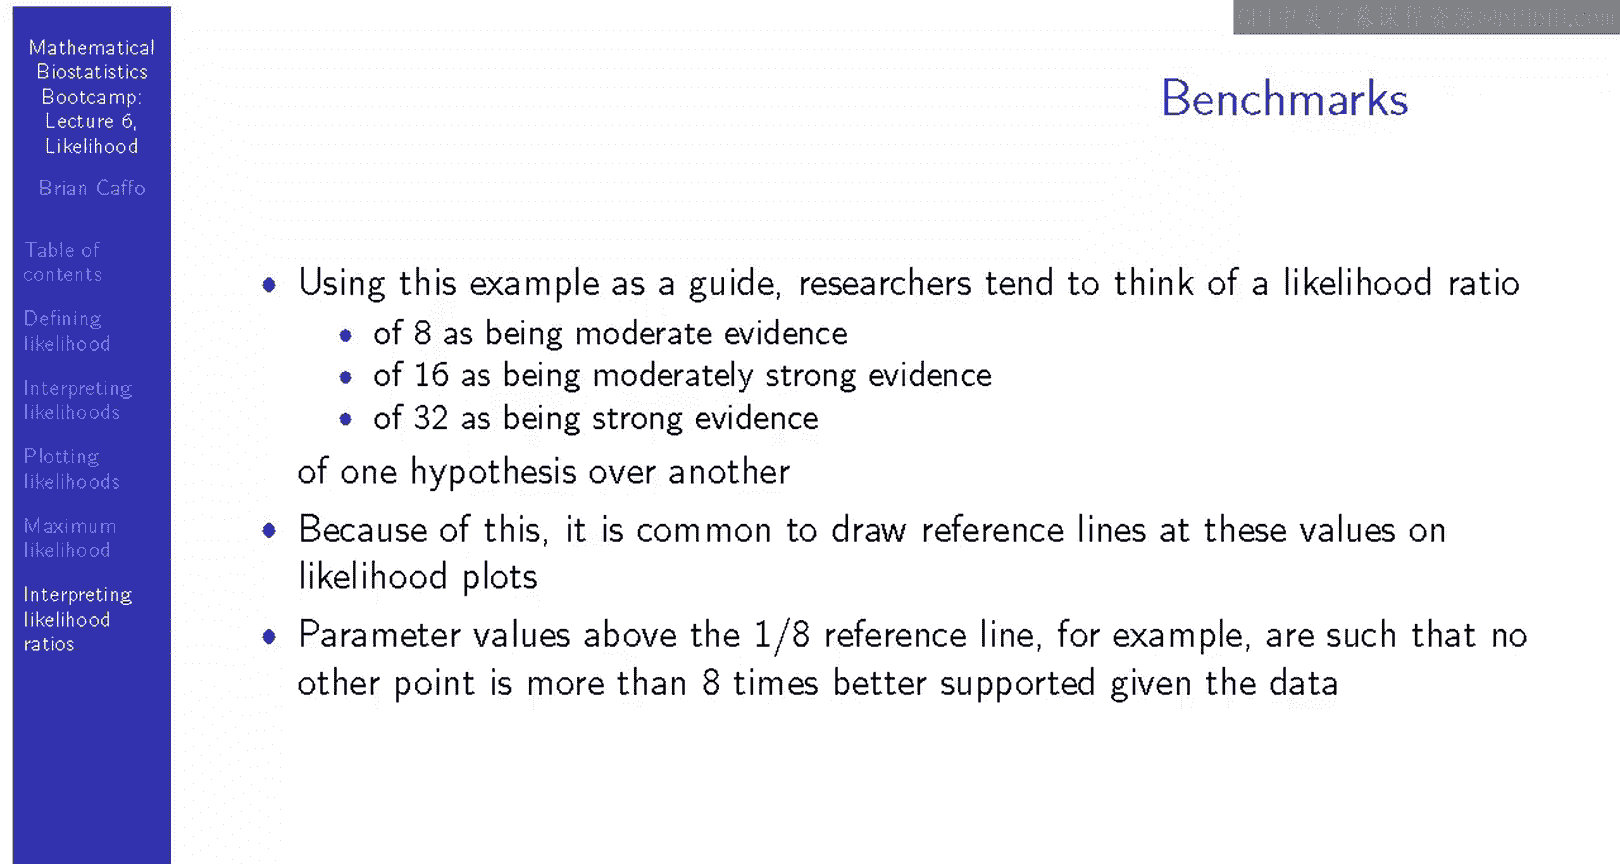 Mathematical
Biostatistics
Bootcamp:
Lecture 6,
Likelihood
Brian Caffo
Table of
contents
Defining
likelihood
Interpreting
likelihoods
Plotting
likelihoods
Maximum
likelihood
Interpreting
likelihood
ratios
Benchmarks
• Using this example as a guide, researchers tend to think of a likelihood ratio
• of 8 as being moderate evidence
• of 16 as being moderately strong evidence
• of 32 as being strong evidence
of one hypothesis over another
• Because of this, it is common to draw reference lines at these values on
likelihood plots
• Parameter values above the 1/8 reference line, for example, are such that no
other point is more than 8 times better supported given the data